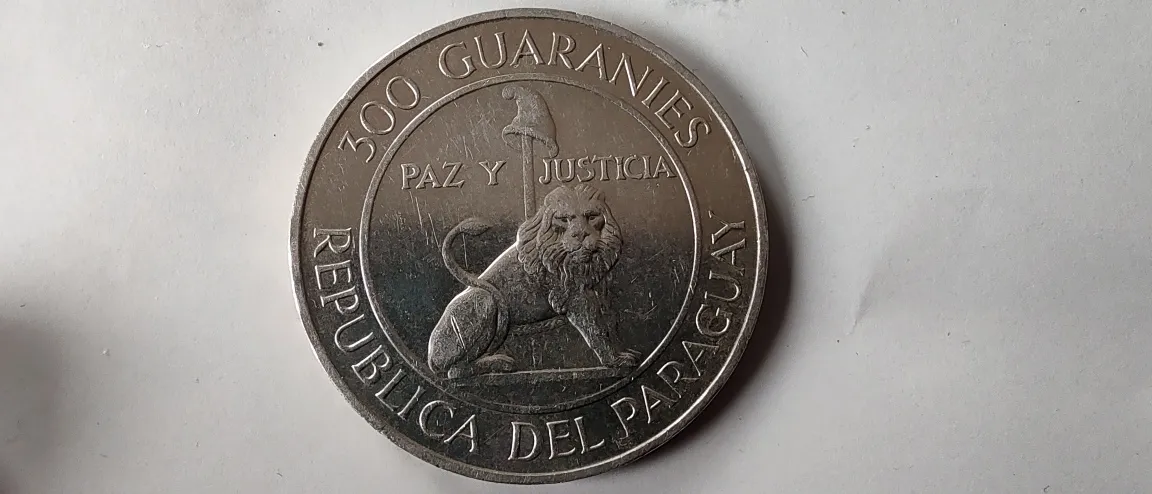 300 GUARANIES
PAZ Y JUSTICIA
REPUBLICA DEL PARAGUAY